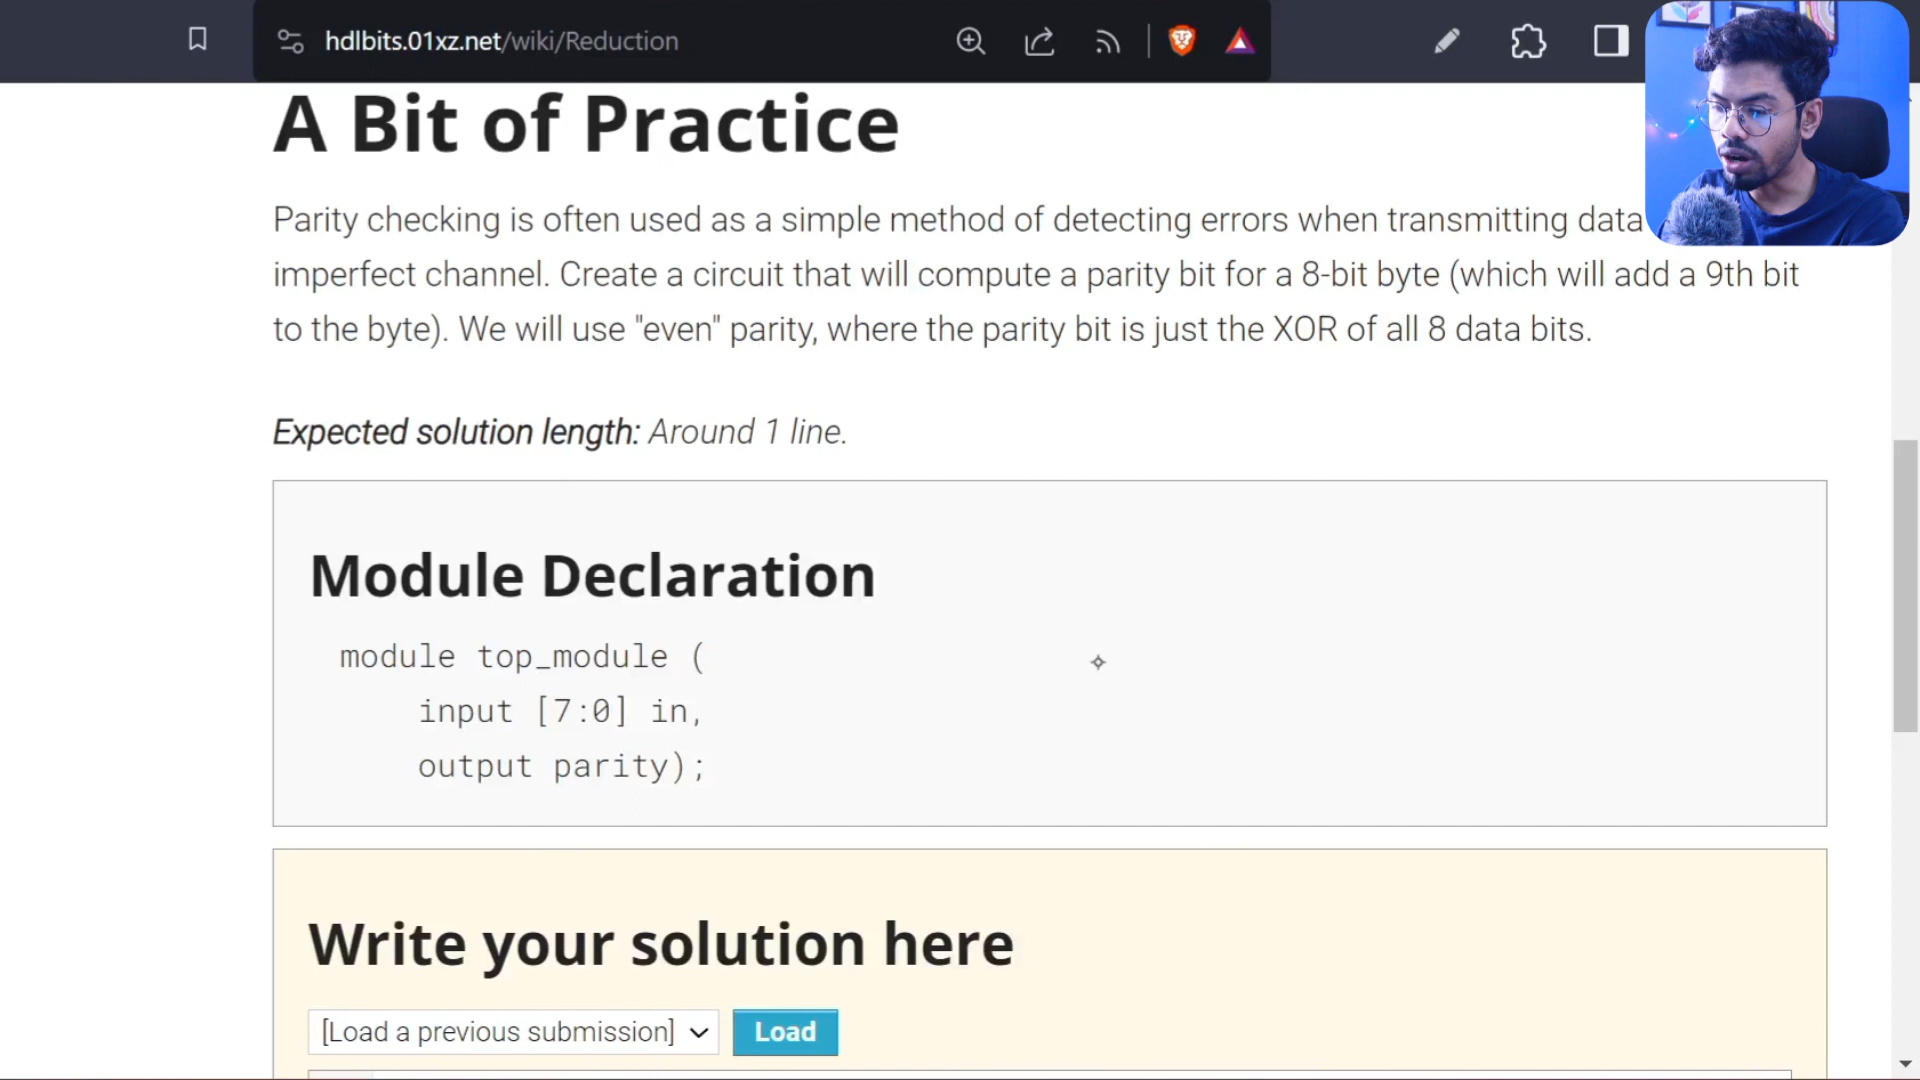 hdlbits.01xz.net/wiki/Reduction
A Bit of Practice
Parity checking is often used as a simple method of detecting errors when transmitting data
imperfect channel. Create a circuit that will compute a parity bit for a 8-bit byte (which will add a 9th bit
to the byte). We will use "even" parity, where the parity bit is just the XOR of all 8 data bits.
Expected solution length: Around 1 line.
Module Declaration
module top_module (
input [7:0] in,
output parity);
Write your solution here
[Load a previous submission]
Load